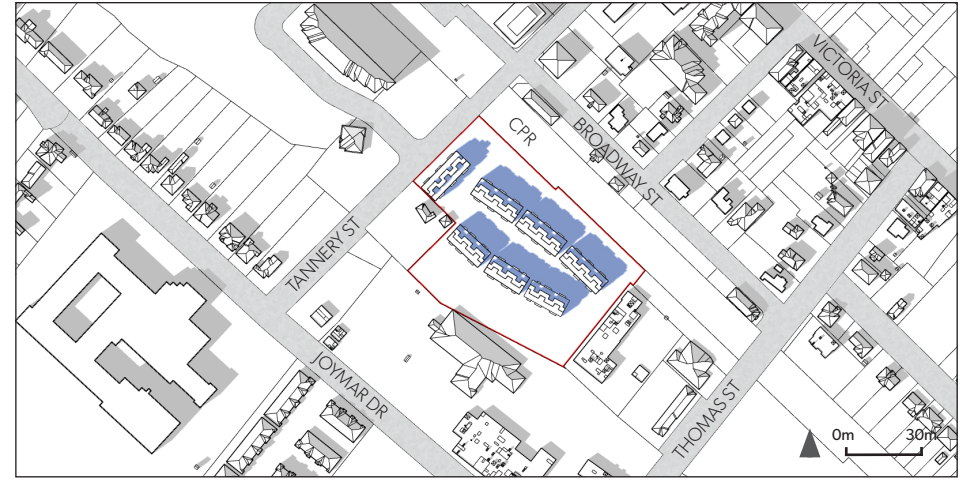 VICTORIA ST
CPR
BROADWAY ST
TANNERY ST
JOYMAR DR
THOMAS ST
0m 30m